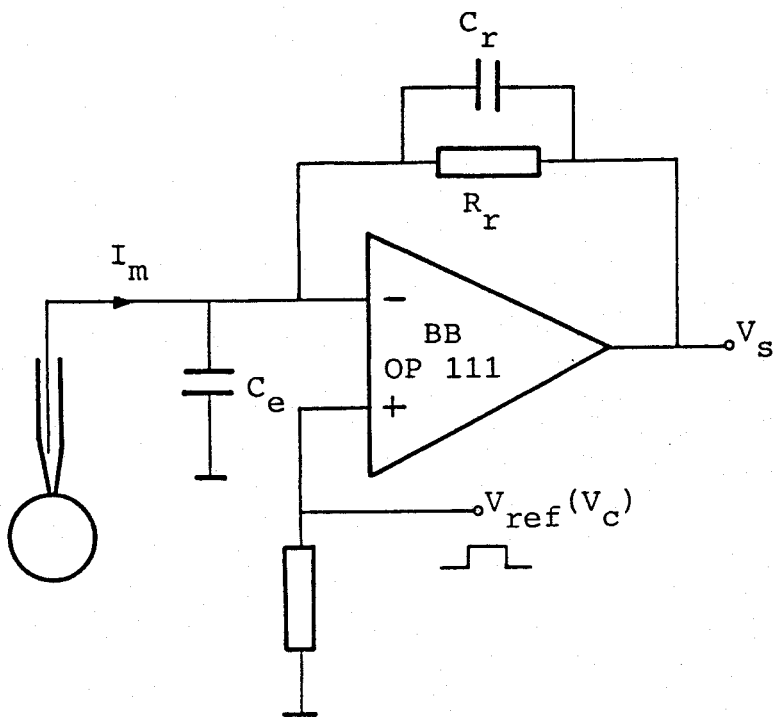 C_r
R_r
I_m
BB
OP 111
V_s
C_e
V_ref(V_c)